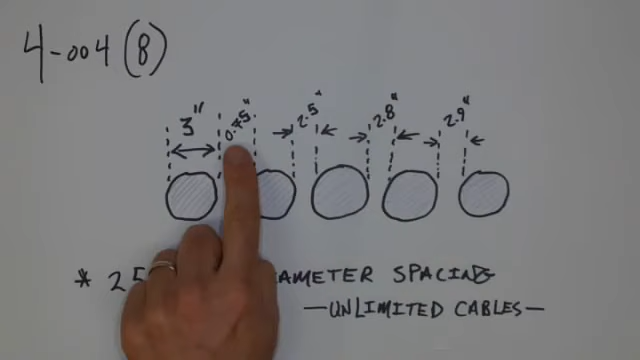 4-004 (8)
3" 0.75" 2.5" 2.8" 2.9"
* 25 AMETER SPACING
—UNLIMITED CABLES—